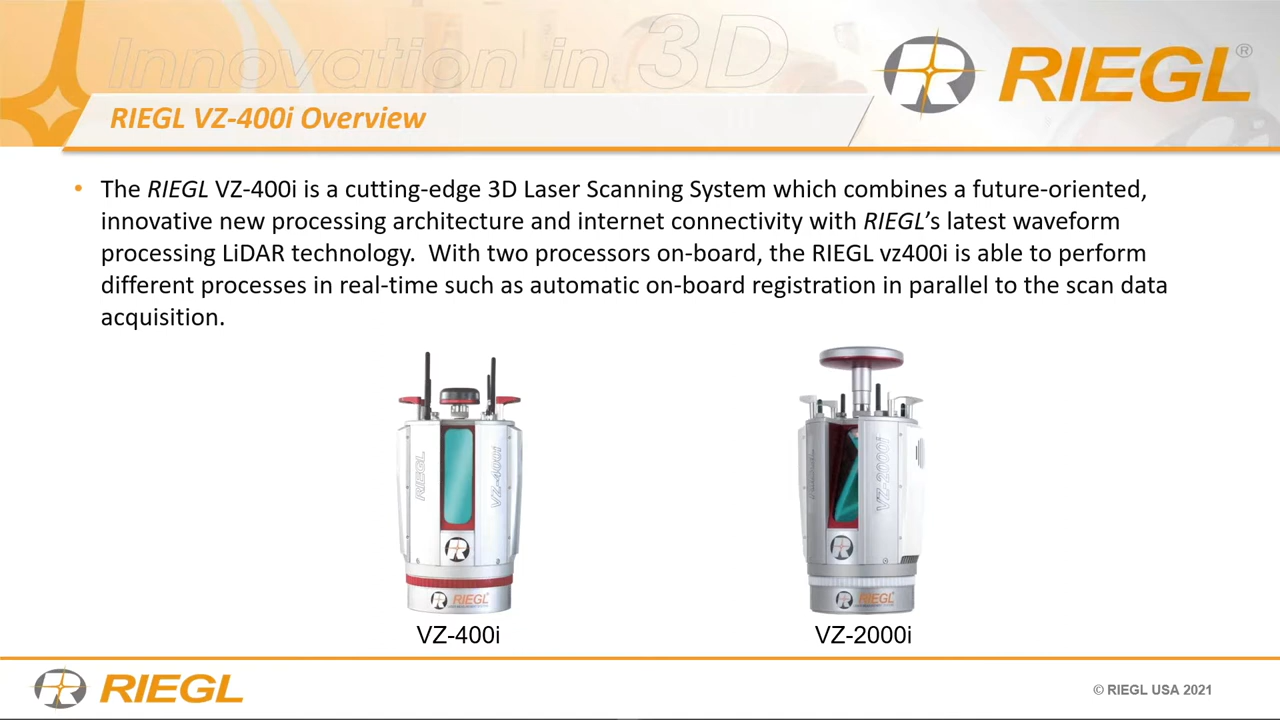 Innovation in 3D
RIEGL®
RIEGL VZ-400i Overview
• The RIEGL VZ-400i is a cutting-edge 3D Laser Scanning System which combines a future-oriented,
innovative new processing architecture and internet connectivity with RIEGL’s latest waveform
processing LiDAR technology.  With two processors on-board, the RIEGL vz400i is able to perform
different processes in real-time such as automatic on-board registration in parallel to the scan data
acquisition.
RIEGL
VZ-400i
RIEGL
VZ-2000i
RIEGL
VZ-400i
VZ-2000i
RIEGL
© RIEGL USA 2021